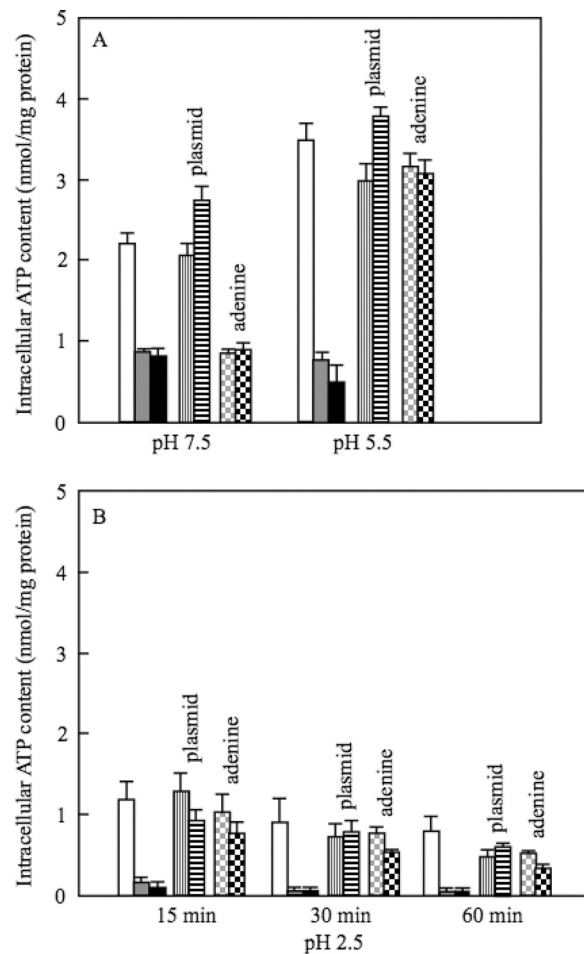 5
A
plasmid
4
adenine
3
plasmid
2
adenine
1
0
Intracellular ATP content (nmol/mg protein)
pH 7.5
pH 5.5
5
B
4
3
2
plasmid
adenine
plasmid
adenine
plasmid
adenine
1
0
Intracellular ATP content (nmol/mg protein)
15 min
30 min
60 min
pH 2.5